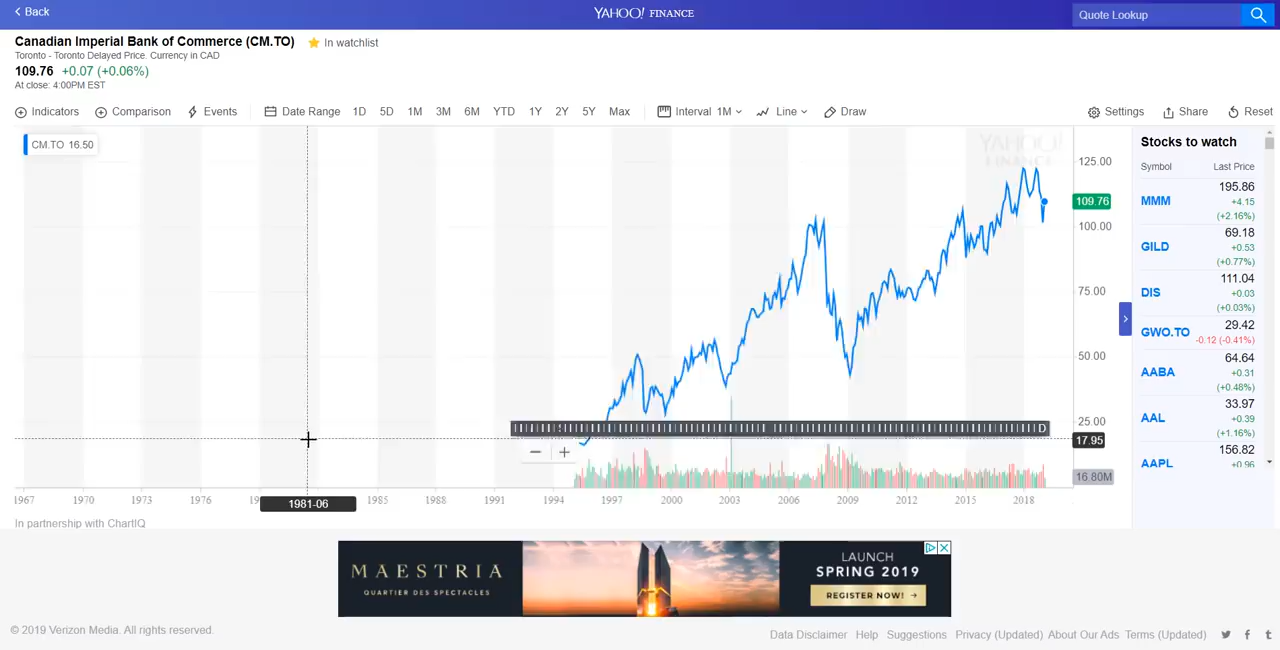 Back
YAHOO! FINANCE
Quote Lookup
Canadian Imperial Bank of Commerce (CM.TO)
In watchlist
Toronto - Toronto Delayed Price. Currency in CAD
109.76 +0.07 (+0.06%)
At close: 4:00PM EST
Indicators Comparison Events Date Range 1D 5D 1M 3M 6M YTD 1Y 2Y 5Y Max Interval 1M Line Draw Settings Share Reset
CM.TO 16.50
YAHOO!
FINANCE
125.00
109.76
100.00
75.00
50.00
25.00
17.95
16.80M
D
1967 1970 1973 1976 1981-06 1985 1988 1991 1994 1997 2000 2003 2006 2009 2012 2015 2018
In partnership with ChartIQ
Stocks to watch
Symbol Last Price
MMM 195.86
+4.15
(+2.16%)
GILD 69.18
+0.53
(+0.77%)
DIS 111.04
+0.03
(+0.03%)
GWO.TO 29.42
-0.12 (-0.41%)
AABA 64.64
+0.31
(+0.48%)
AAL 33.97
+0.39
(+1.16%)
AAPL 156.82
+0.96
MAESTRIA
QUARTIER DES SPECTACLES
LAUNCH
SPRING 2019
REGISTER NOW!
© 2019 Verizon Media. All rights reserved.
Data Disclaimer Help Suggestions Privacy (Updated) About Our Ads Terms (Updated)